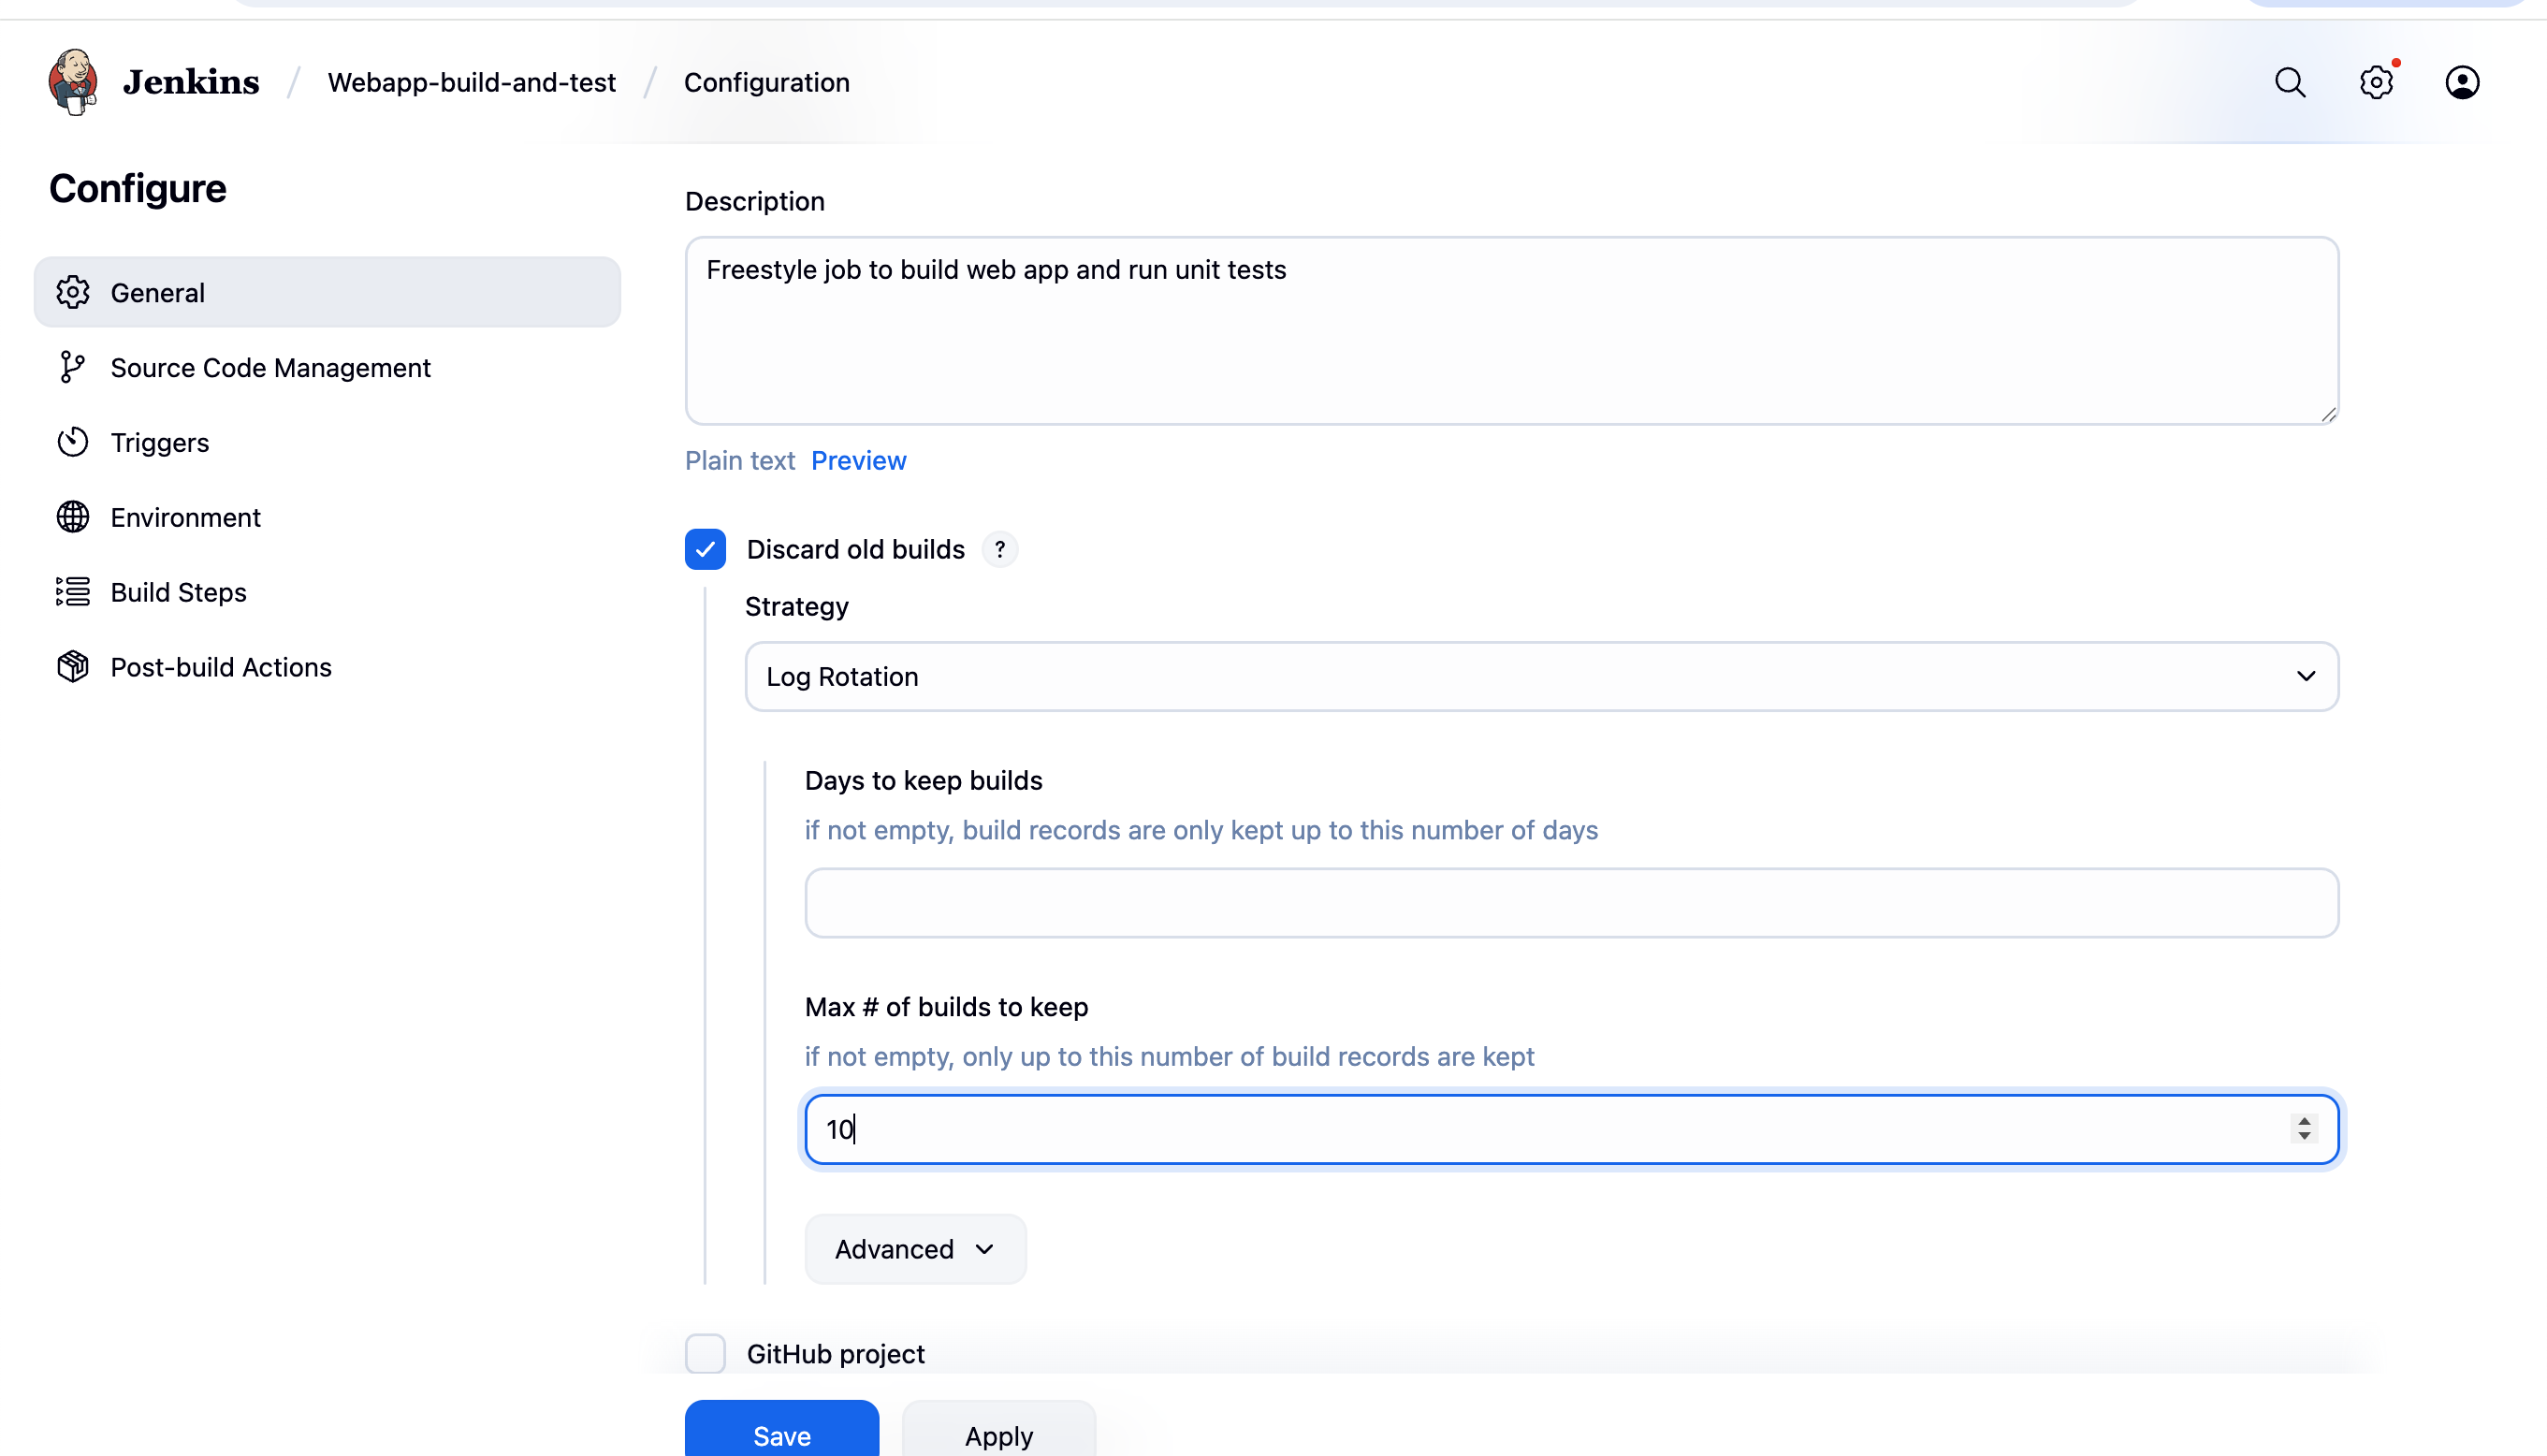 Jenkins / Webapp-build-and-test / Configuration
Configure
General
Source Code Management
Triggers
Environment
Build Steps
Post-build Actions
Description
Freestyle job to build web app and run unit tests
Plain text Preview
Discard old builds ?
Strategy
Log Rotation
Days to keep builds
if not empty, build records are only kept up to this number of days
Max # of builds to keep
if not empty, only up to this number of build records are kept
10
Advanced
GitHub project
Save Apply